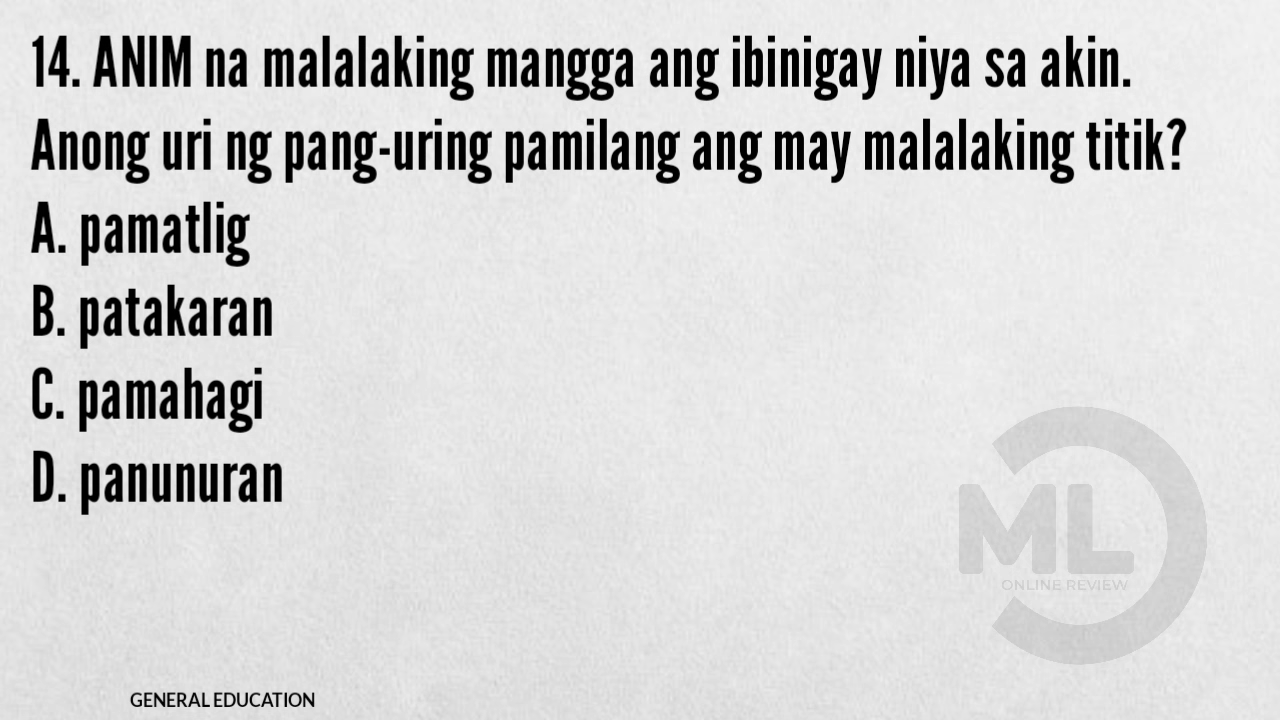 14. ANIM na malalaking mangga ang ibinigay niya sa akin.
Anong uri ng pang-uring pamilang ang may malalaking titik?
A. pamatlig
B. patakaran
C. pamahagi
D. panunuran
ML
ONLINE REVIEW
GENERAL EDUCATION